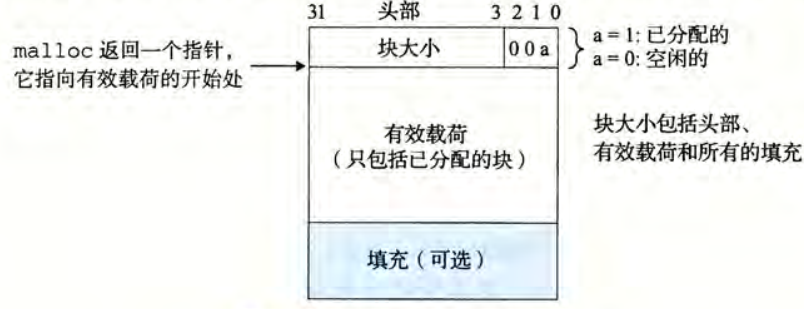 31 头部 3 2 1 0
malloc 返回一个指针，
它指向有效载荷的开始处
块大小 0 0 a
a = 1: 已分配的
a = 0: 空闲的
有效载荷
（只包括已分配的块）
块大小包括头部、
有效载荷和所有的填充
填充（可选）